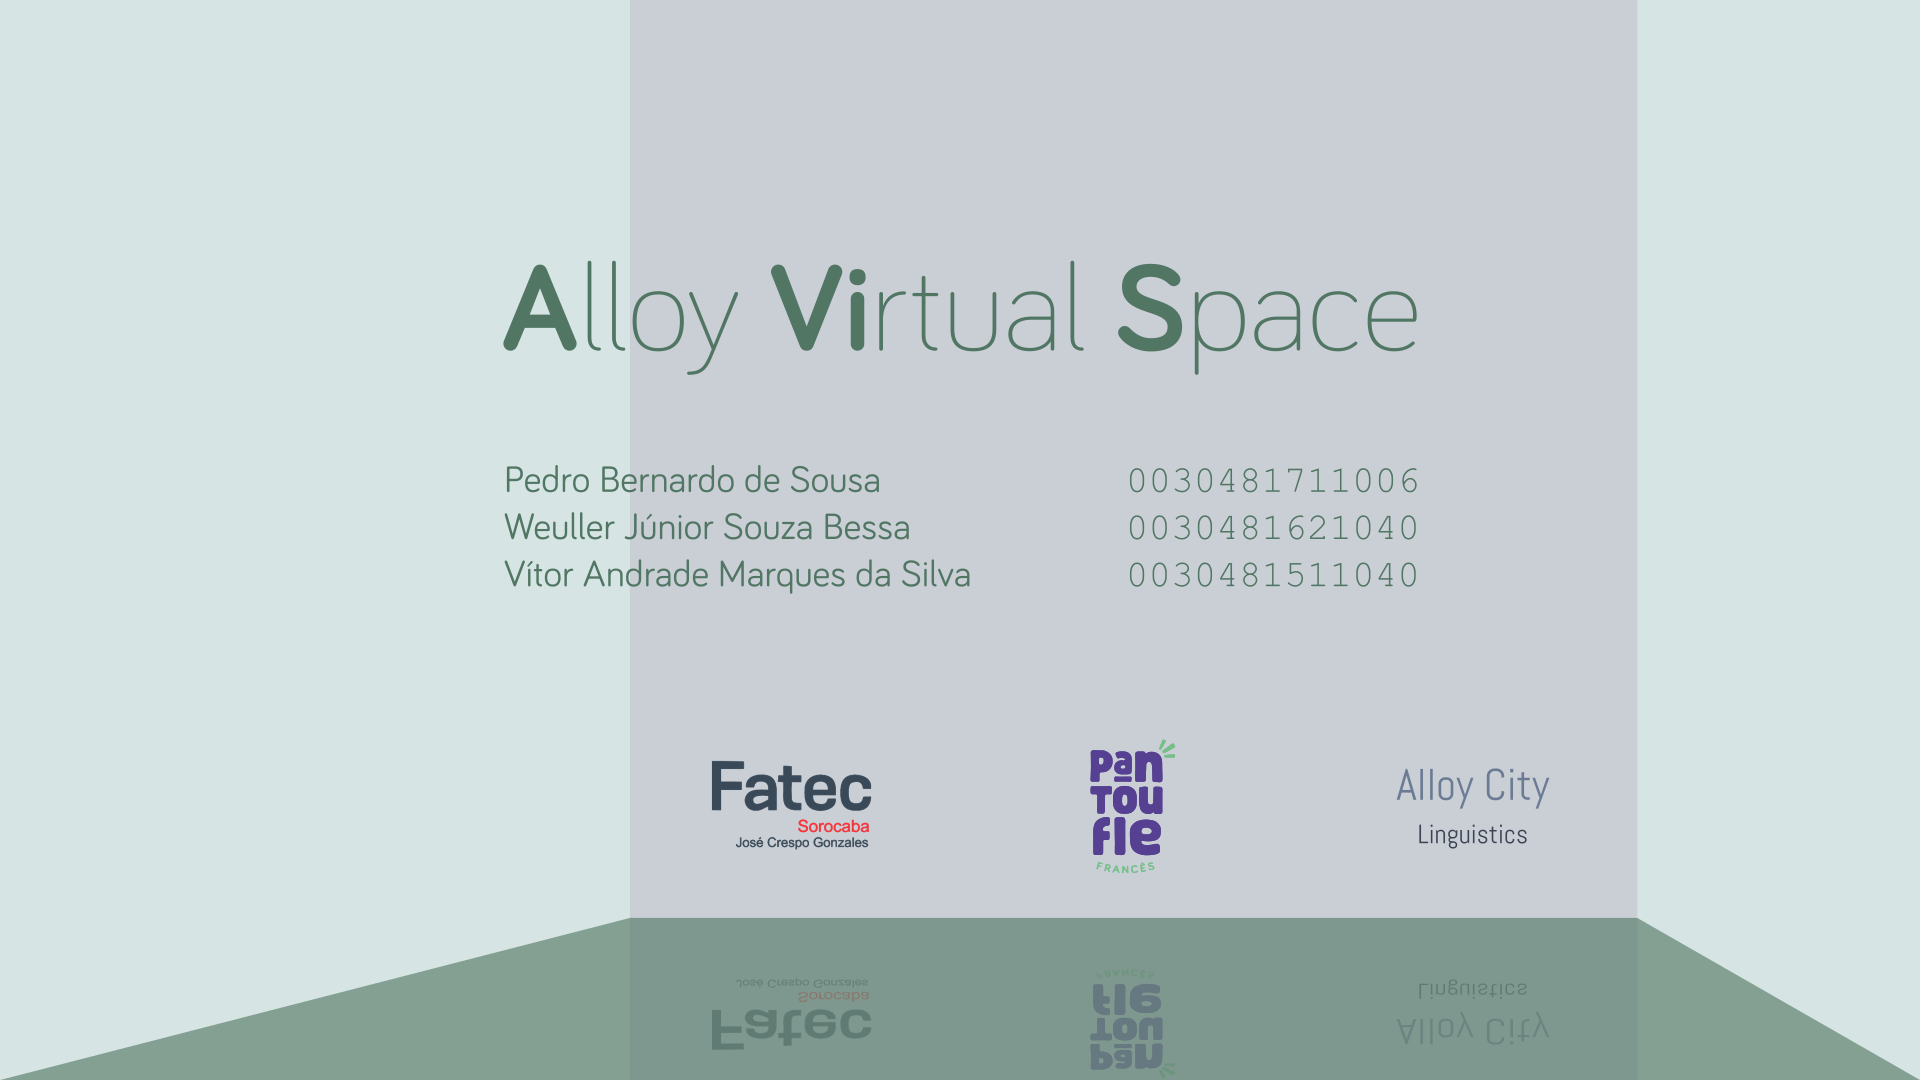 Alloy Virtual Space
Pedro Bernardo de Sousa 0030481711006
Weuller Júnior Souza Bessa 0030481621040
Vítor Andrade Marques da Silva 0030481511040
Fatec
Sorocaba
José Crespo Gonzales
Pan
Tou
fle
FRANCÊS
Alloy City
Linguistics